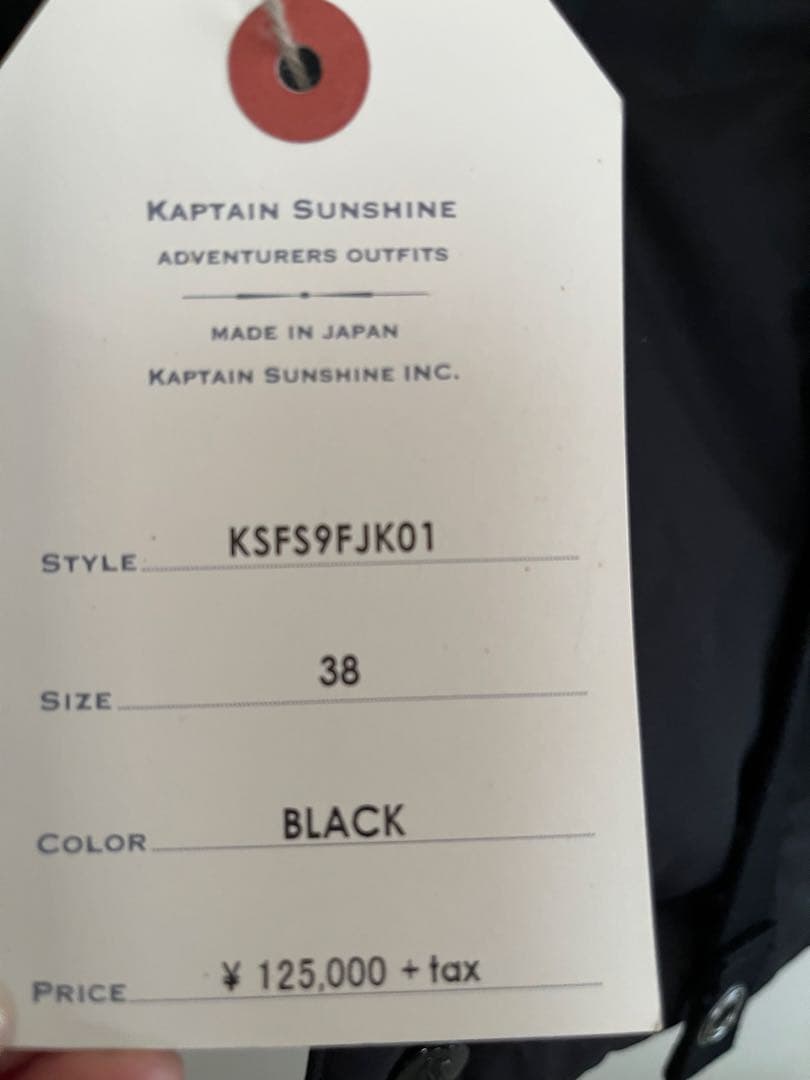 KAPTAIN SUNSHINE
ADVENTURERS OUTFITS
MADE IN JAPAN
KAPTAIN SUNSHINE INC.
STYLE KSFS9FJK01
SIZE 38
COLOR BLACK
PRICE ¥ 125,000 + tax